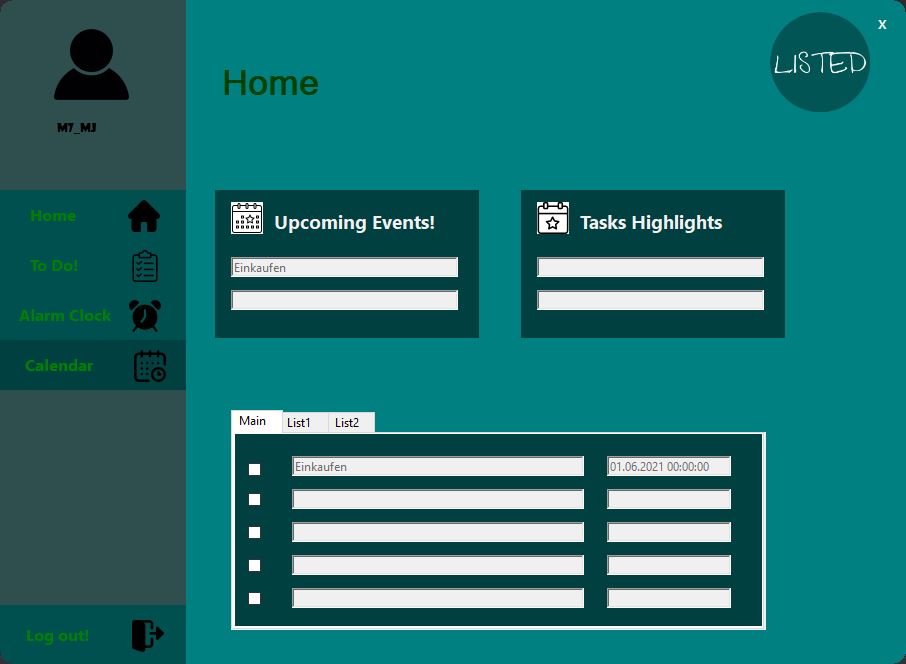 X
LISTED
Home
M7_MJ
Home
To Do!
Alarm Clock
Calendar
Log out!
Upcoming Events!
Einkaufen
Tasks Highlights
Main List1 List2
Einkaufen 01.06.2021 00:00:00